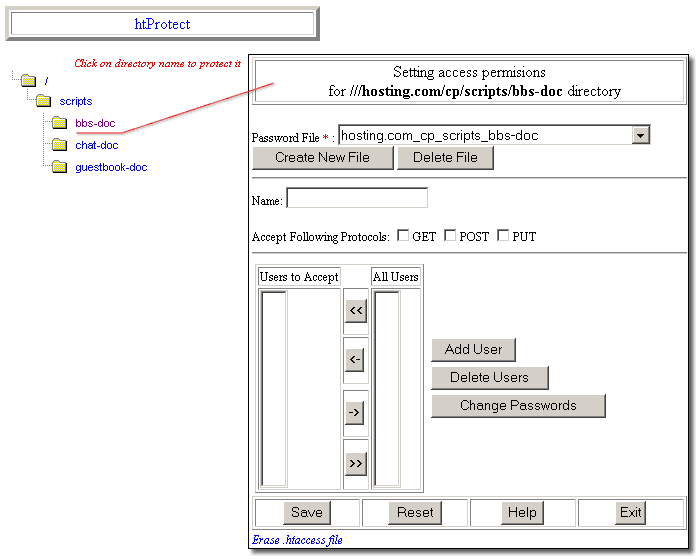 htProtect
Click on directory name to protect it
/
scripts
bbs-doc
chat-doc
guestbook-doc
Setting access permisions
for ///hosting.com/cp/scripts/bbs-doc directory
Password File * : hosting.com_cp_scripts_bbs-doc
Create New File Delete File
Name:
Accept Following Protocols: GET POST PUT
Users to Accept All Users
<<
<-
->
>>
Add User
Delete Users
Change Passwords
Save Reset Help Exit
Erase .htaccess file